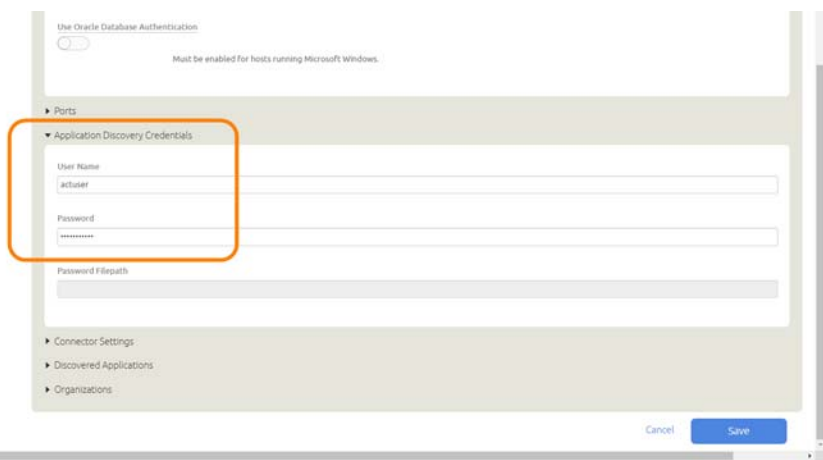 Use Oracle Database Authentication
Must be enabled for hosts running Microsoft Windows.
Ports
Application Discovery Credentials
User Name
actuser
Password
•••••••••••
Password Filepath
Connector Settings
Discovered Applications
Organizations
Cancel
Save